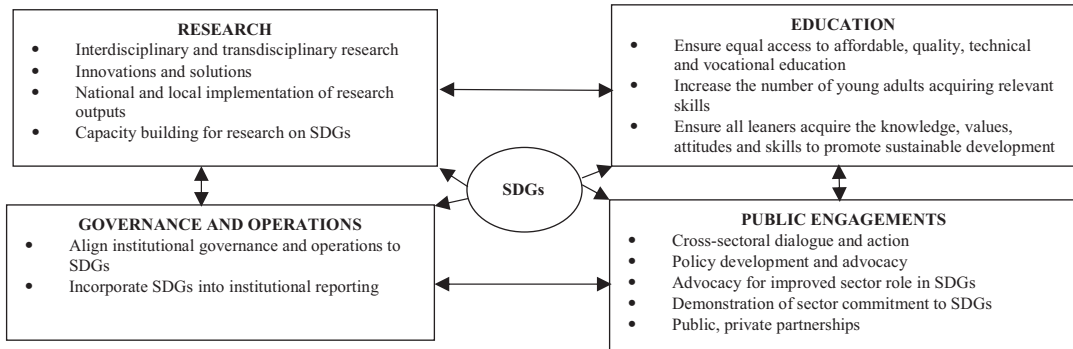 RESEARCH
• Interdisciplinary and transdisciplinary research
• Innovations and solutions
• National and local implementation of research
outputs
• Capacity building for research on SDGs
EDUCATION
• Ensure equal access to affordable, quality, technical
and vocational education
• Increase the number of young adults acquiring relevant
skills
• Ensure all leaners acquire the knowledge, values,
attitudes and skills to promote sustainable development
SDGs
GOVERNANCE AND OPERATIONS
• Align institutional governance and operations to
SDGs
• Incorporate SDGs into institutional reporting
PUBLIC ENGAGEMENTS
• Cross-sectoral dialogue and action
• Policy development and advocacy
• Advocacy for improved sector role in SDGs
• Demonstration of sector commitment to SDGs
• Public, private partnerships